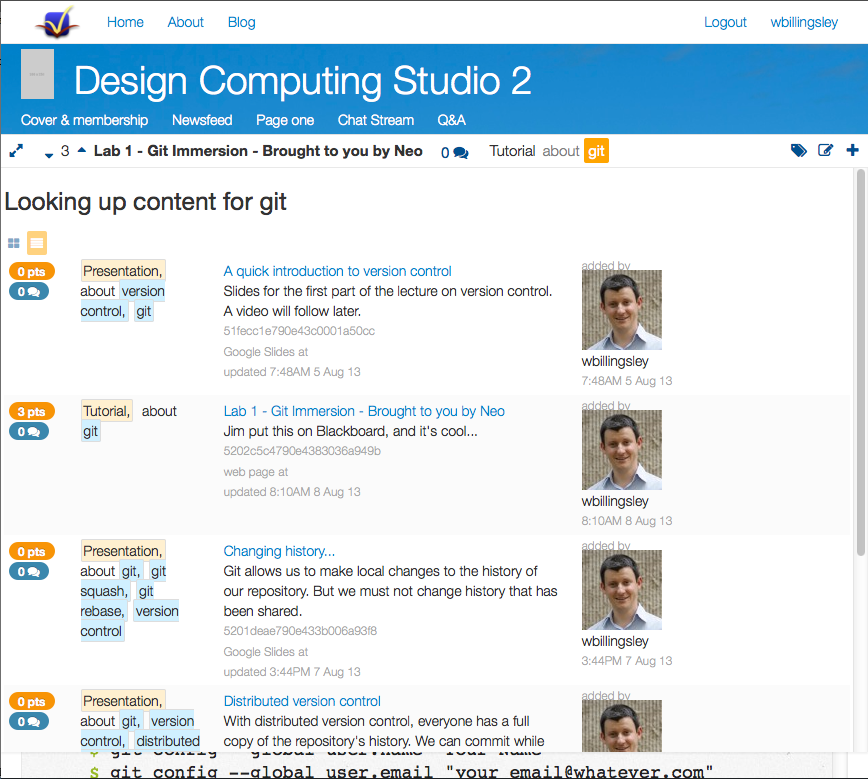 Home About Blog Logout wbillingsley
Design Computing Studio 2
Cover & membership Newsfeed Page one Chat Stream Q&A
3 Lab 1 - Git Immersion - Brought to you by Neo 0 Tutorial about git
Looking up content for git
0 pts
0
Presentation,
about version
control, git
A quick introduction to version control
Slides for the first part of the lecture on version control.
A video will follow later.
51fecc1e790e43c0001a50cc
Google Slides at
updated 7:48AM 5 Aug 13
added by
wbillingsley
7:48AM 5 Aug 13
3 pts
0
Tutorial, about
git
Lab 1 - Git Immersion - Brought to you by Neo
Jim put this on Blackboard, and it's cool...
5202c5c4790e4383036a949b
web page at
updated 8:10AM 8 Aug 13
added by
wbillingsley
8:10AM 8 Aug 13
0 pts
0
Presentation,
about git, git
squash, git
rebase, version
control
Changing history...
Git allows us to make local changes to the history of
our repository. But we must not change history that has
been shared.
5201deae790e433b006a93f8
Google Slides at
updated 3:44PM 7 Aug 13
added by
wbillingsley
3:44PM 7 Aug 13
0 pts
0
Presentation,
about git, version
control, distributed
Distributed version control
With distributed version control, everyone has a full
copy of the repository's history. We can commit while
added by
$ git config --global user.name "Your Name"
$ git config --global user.email "your_email@whatever.com"